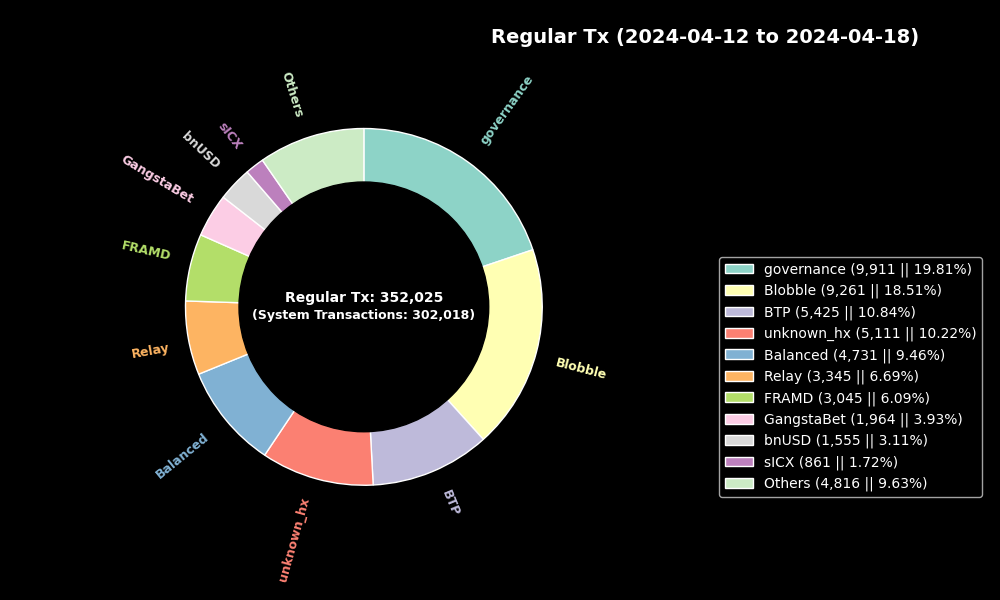 Regular Tx (2024-04-12 to 2024-04-18)
Others
governance
sICX
bnUSD
GangstaBet
FRAMD
Relay
Balanced
unknown_hx
BTP
Blobble
Regular Tx: 352,025
(System Transactions: 302,018)
governance (9,911 || 19.81%)
Blobble (9,261 || 18.51%)
BTP (5,425 || 10.84%)
unknown_hx (5,111 || 10.22%)
Balanced (4,731 || 9.46%)
Relay (3,345 || 6.69%)
FRAMD (3,045 || 6.09%)
GangstaBet (1,964 || 3.93%)
bnUSD (1,555 || 3.11%)
sICX (861 || 1.72%)
Others (4,816 || 9.63%)